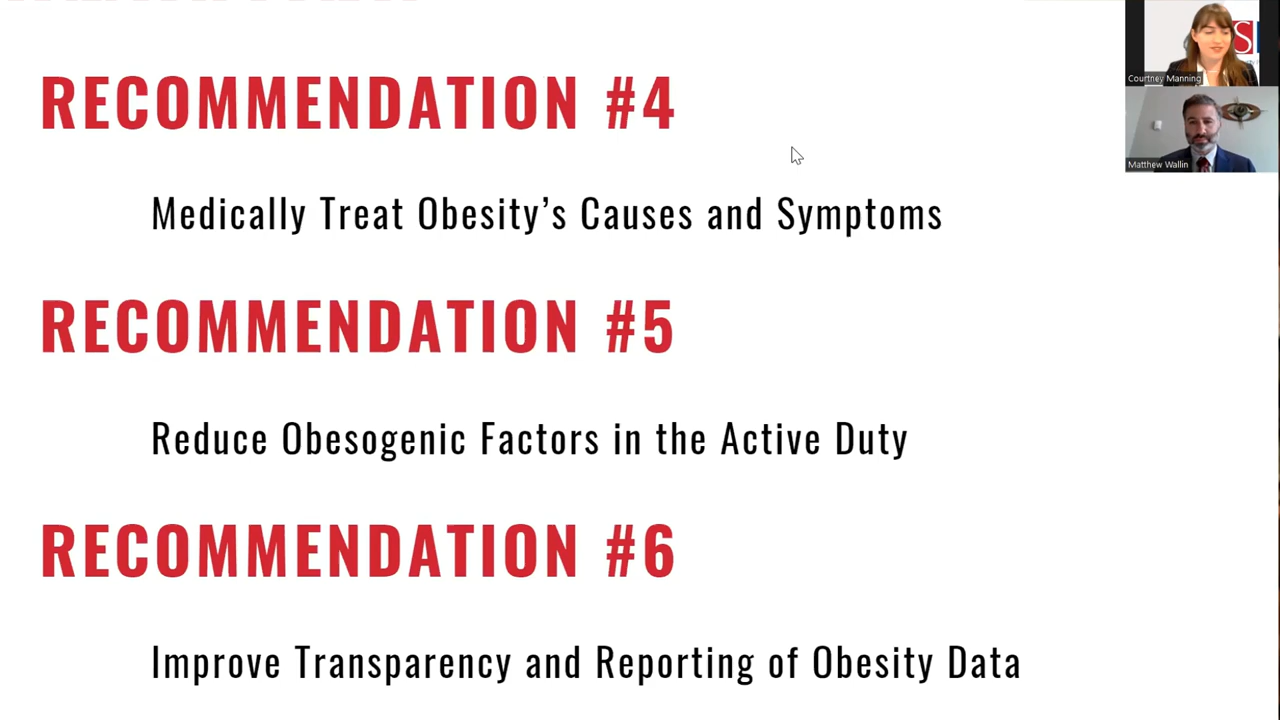 RECOMMENDATION #4
Medically Treat Obesity’s Causes and Symptoms
RECOMMENDATION #5
Reduce Obesogenic Factors in the Active Duty
RECOMMENDATION #6
Improve Transparency and Reporting of Obesity Data
S
Courtney Manning
Matthew Wallin